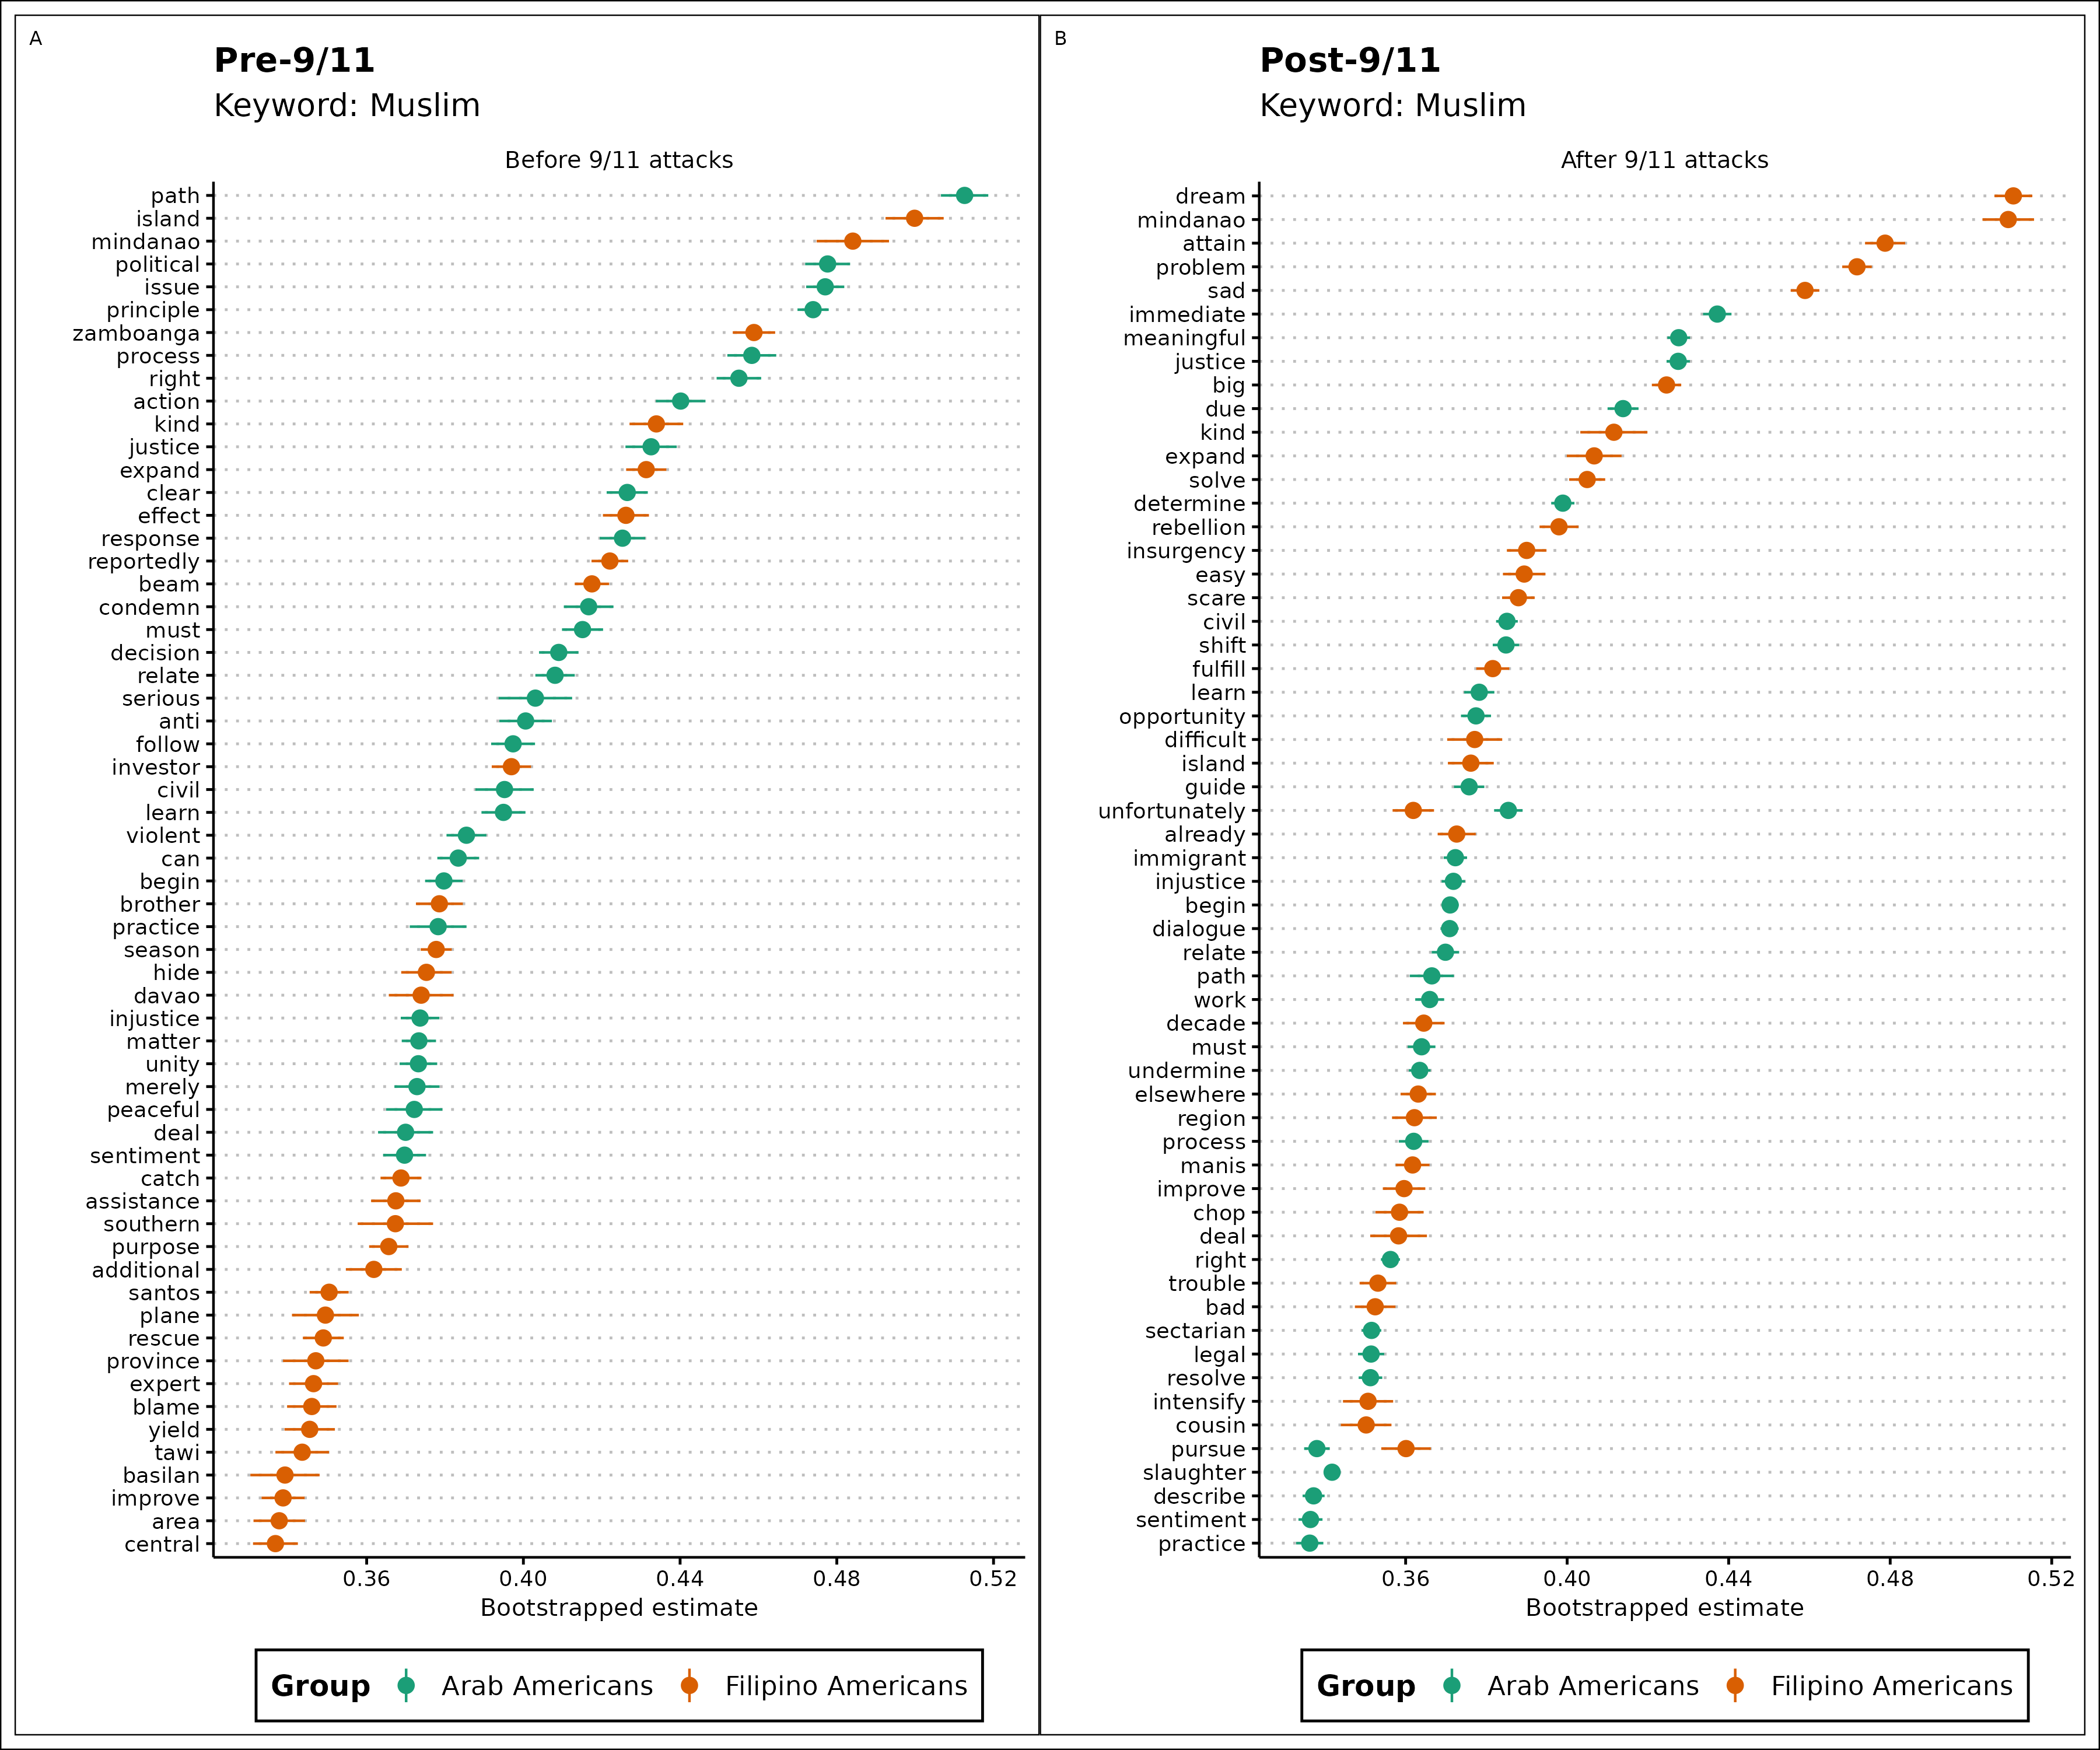 A
Pre-9/11
Keyword: Muslim
Before 9/11 attacks
path
island
mindanao
political
issue
principle
zamboanga
process
right
action
kind
justice
expand
clear
effect
response
reportedly
beam
condemn
must
decision
relate
serious
anti
follow
investor
civil
learn
violent
can
begin
brother
practice
season
hide
davao
injustice
matter
unity
merely
peaceful
deal
sentiment
catch
assistance
southern
purpose
additional
santos
plane
rescue
province
expert
blame
yield
tawi
basilan
improve
area
central
0.36 0.40 0.44 0.48 0.52
Bootstrapped estimate
Group Arab Americans Filipino Americans
B
Post-9/11
Keyword: Muslim
After 9/11 attacks
dream
mindanao
attain
problem
sad
immediate
meaningful
justice
big
due
kind
expand
solve
determine
rebellion
insurgency
easy
scare
civil
shift
fulfill
learn
opportunity
difficult
island
guide
unfortunately
already
immigrant
injustice
begin
dialogue
relate
path
work
decade
must
undermine
elsewhere
region
process
manis
improve
chop
deal
right
trouble
bad
sectarian
legal
resolve
intensify
cousin
pursue
slaughter
describe
sentiment
practice
0.36 0.40 0.44 0.48 0.52
Bootstrapped estimate
Group Arab Americans Filipino Americans